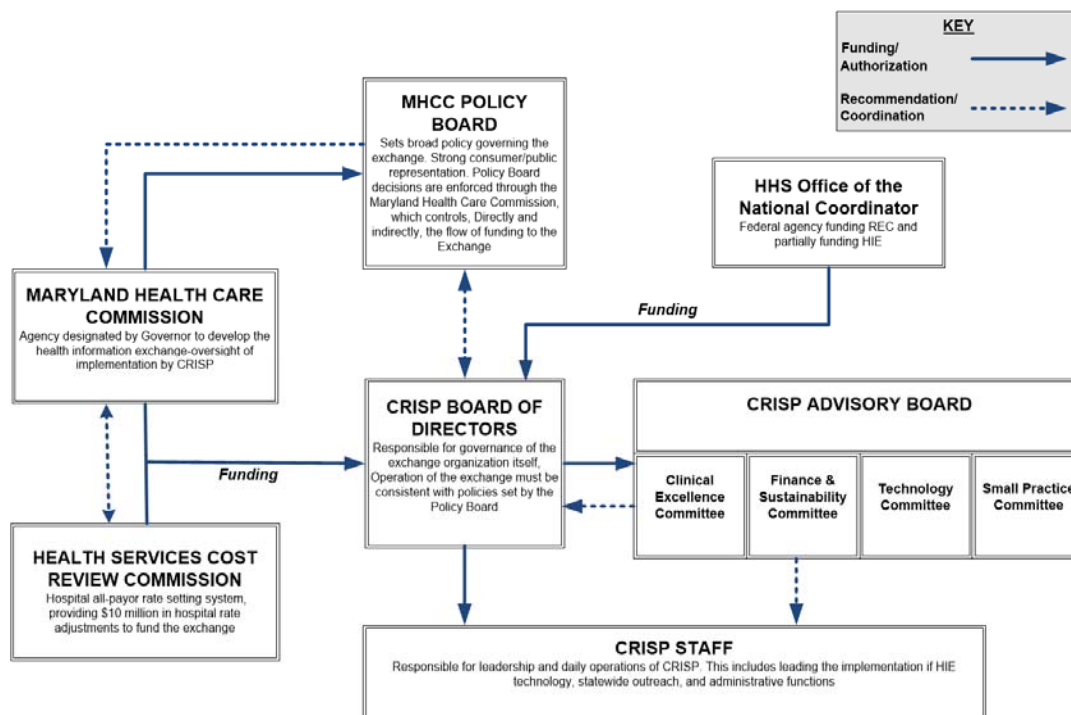 KEY
Funding/
Authorization
Recommendation/
Coordination
MHCC POLICY
BOARD
Sets broad policy governing the
exchange. Strong consumer/public
representation. Policy Board
decisions are enforced through the
Maryland Health Care Commission,
which controls, Directly and
indirectly, the flow of funding to the
Exchange
HHS Office of the
National Coordinator
Federal agency funding REC and
partially funding HIE
MARYLAND HEALTH CARE
COMMISSION
Agency designated by Governor to develop the
health information exchange-oversight of
implementation by CRISP
Funding
CRISP BOARD OF
DIRECTORS
Responsible for governance of the
exchange organization itself,
Operation of the exchange must be
consistent with policies set by the
Policy Board
Funding
CRISP ADVISORY BOARD
Clinical
Excellence
Committee
Finance &
Sustainability
Committee
Technology
Committee
Small Practice
Committee
HEALTH SERVICES COST
REVIEW COMMISSION
Hospital all-payor rate setting system,
providing $10 million in hospital rate
adjustments to fund the exchange
CRISP STAFF
Responsible for leadership and daily operations of CRISP. This includes leading the implementation if HIE
technology, statewide outreach, and administrative functions